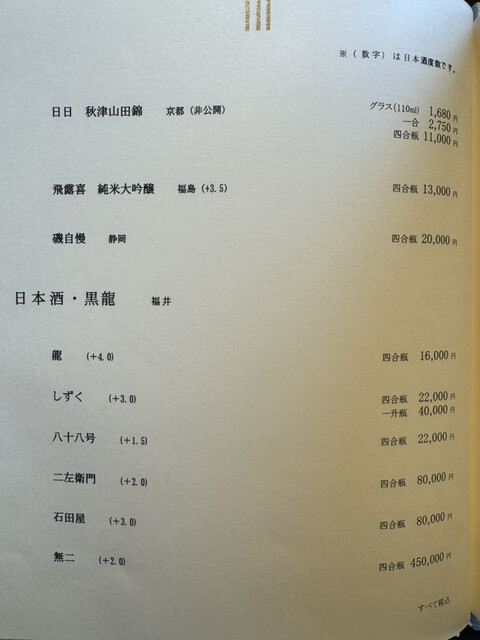 ※（数字）は日本酒度数です。
日日 秋津山田錦 京都（非公開） グラス(110ml) 1,680円
一合 2,750円
四合瓶 11,000円
飛露喜 純米大吟醸 福島（+3.5） 四合瓶 13,000円
磯自慢 静岡 四合瓶 20,000円
日本酒・黒龍 福井
龍 （+4.0） 四合瓶 16,000円
しずく （+3.0） 四合瓶 22,000円
一升瓶 40,000円
八十八号 （+1.5） 四合瓶 22,000円
二左衛門 （+2.0） 四合瓶 80,000円
石田屋 （+3.0） 四合瓶 80,000円
無二 （+2.0） 四合瓶 450,000円
すべて税込